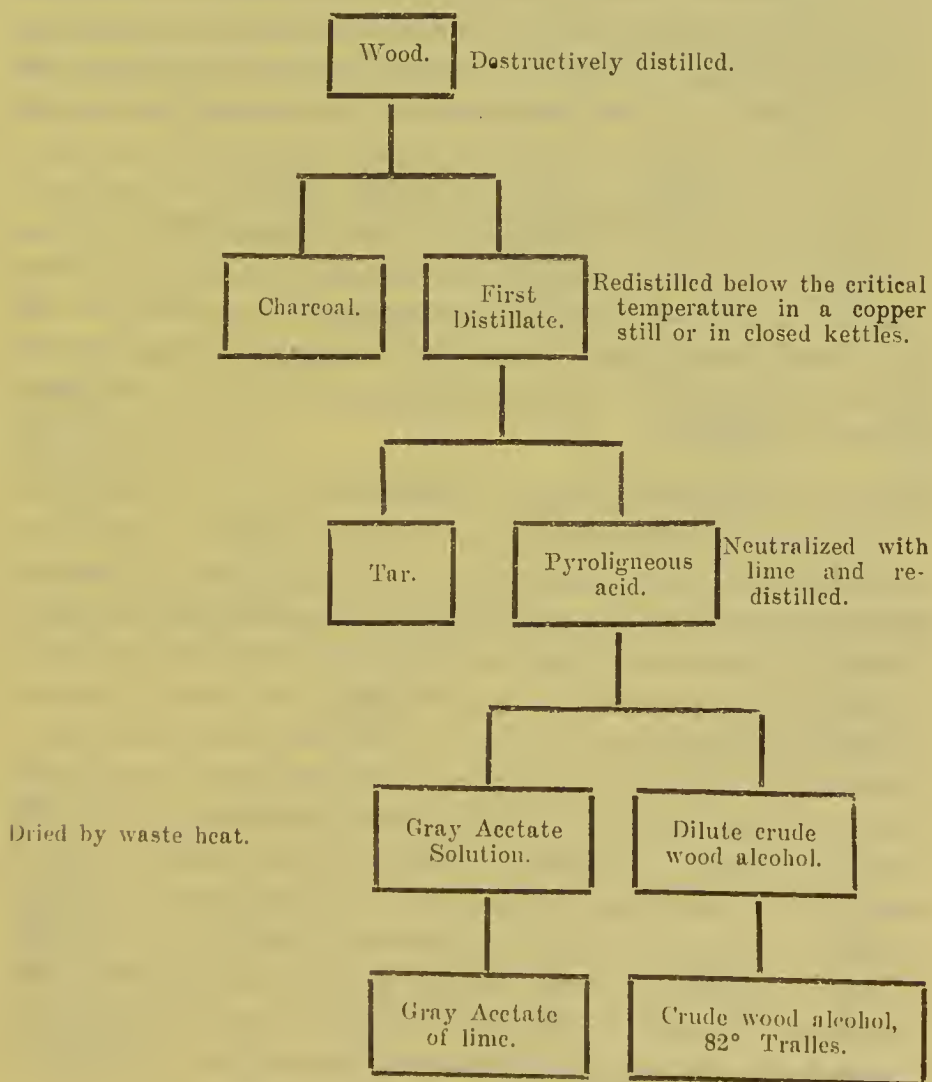 Wood.
Destructively distilled.
Charcoal.
First
Distillate.
Redistilled below the critical
temperature in a copper
still or in closed kettles.
Tar.
Pyroligneous
acid.
Neutralized with
lime and re-
distilled.
Dried by waste heat.
Gray Acetate
Solution.
Dilute crude
wood alcohol.
Gray Acetate
of lime.
Crude wood alcohol,
82° Tralles.